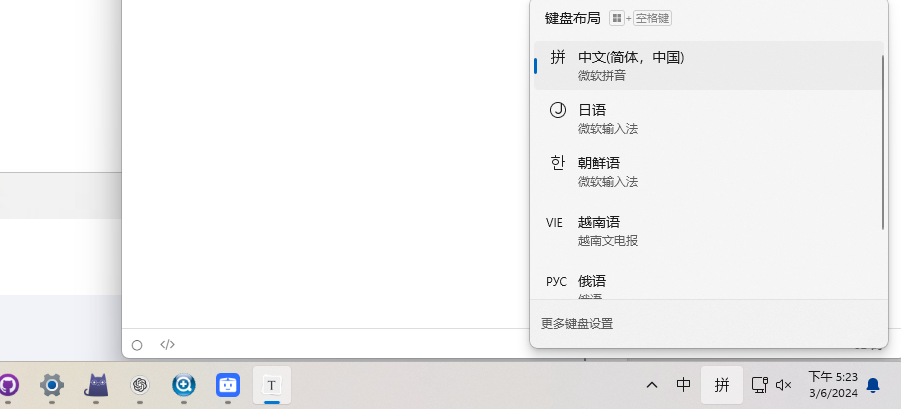 键盘布局 + 空格键
拼 中文(简体，中国)
微软拼音
日语
微软输入法
한 朝鲜语
微软输入法
VIE 越南语
越南文电报
РУС 俄语
俄语
更多键盘设置
</>
T
中
拼
下午 5:23
3/6/2024